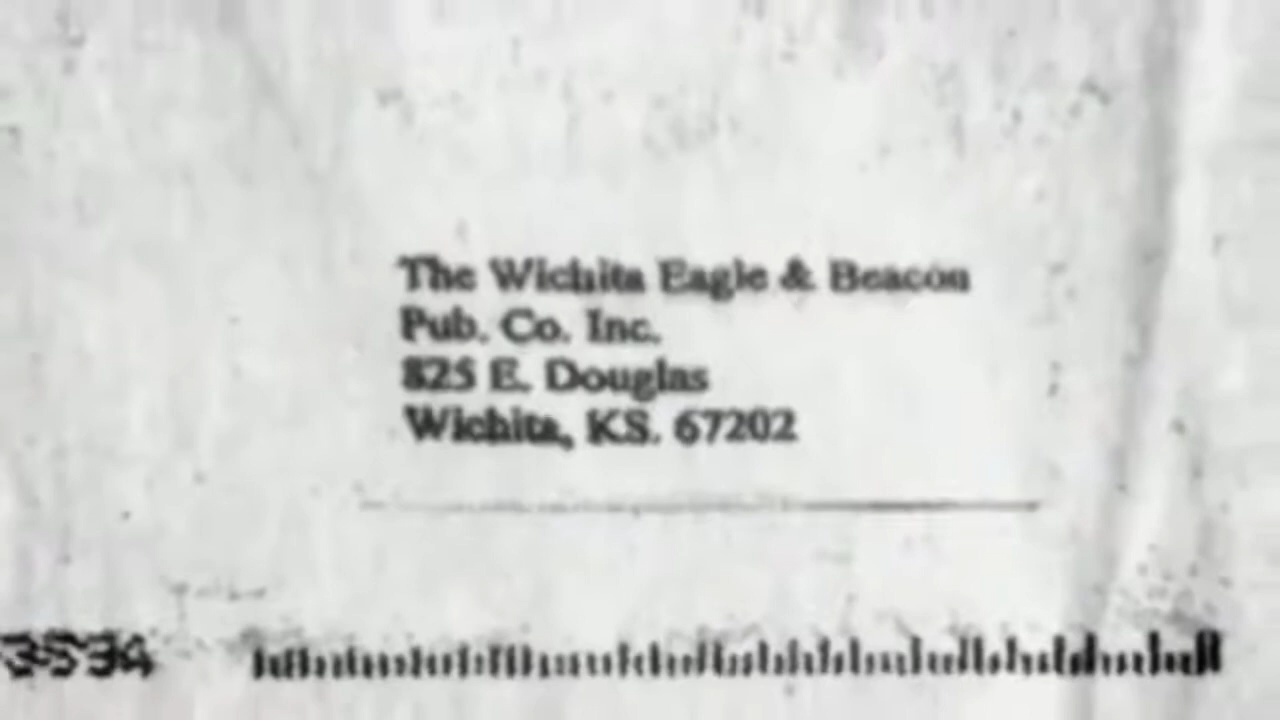 The Wichita Eagle & Beacon
Pub. Co. Inc.
825 E. Douglas
Wichita, KS. 67202